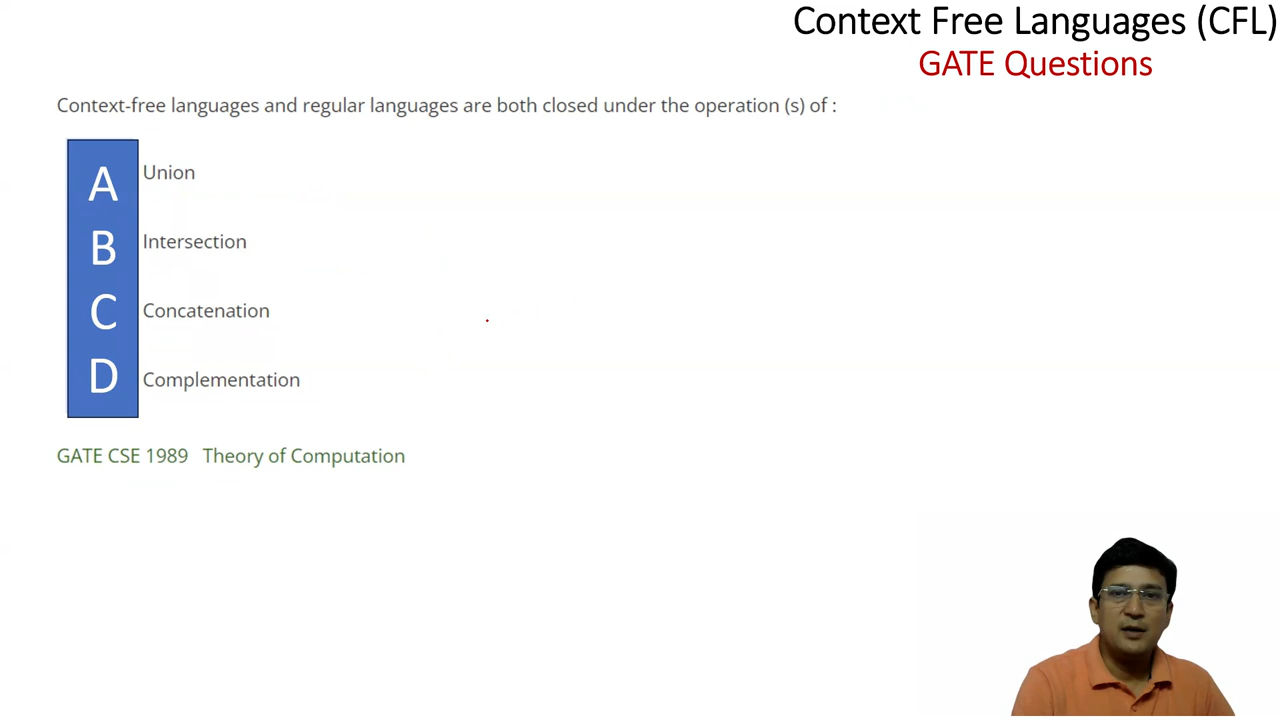 Context Free Languages (CFL)
GATE Questions
Context-free languages and regular languages are both closed under the operation (s) of :
A Union
B Intersection
C Concatenation
D Complementation
GATE CSE 1989 Theory of Computation